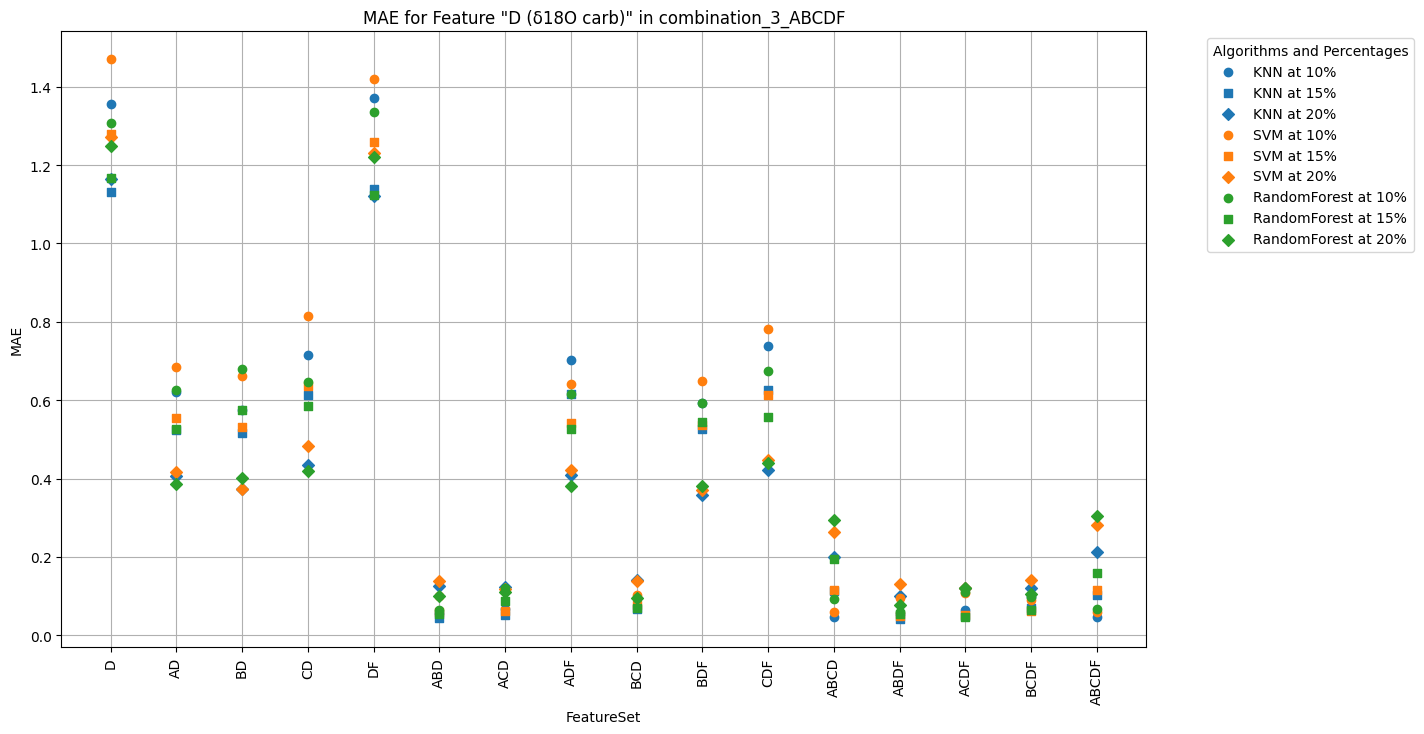 MAE for Feature "D (δ18O carb)" in combination_3_ABCDF
Algorithms and Percentages
KNN at 10%
KNN at 15%
KNN at 20%
SVM at 10%
SVM at 15%
SVM at 20%
RandomForest at 10%
RandomForest at 15%
RandomForest at 20%
MAE
1.4
1.2
1.0
0.8
0.6
0.4
0.2
0.0
D
AD
BD
CD
DF
ABD
ACD
ADF
BCD
BDF
CDF
ABCD
ABDF
ACDF
BCDF
ABCDF
FeatureSet